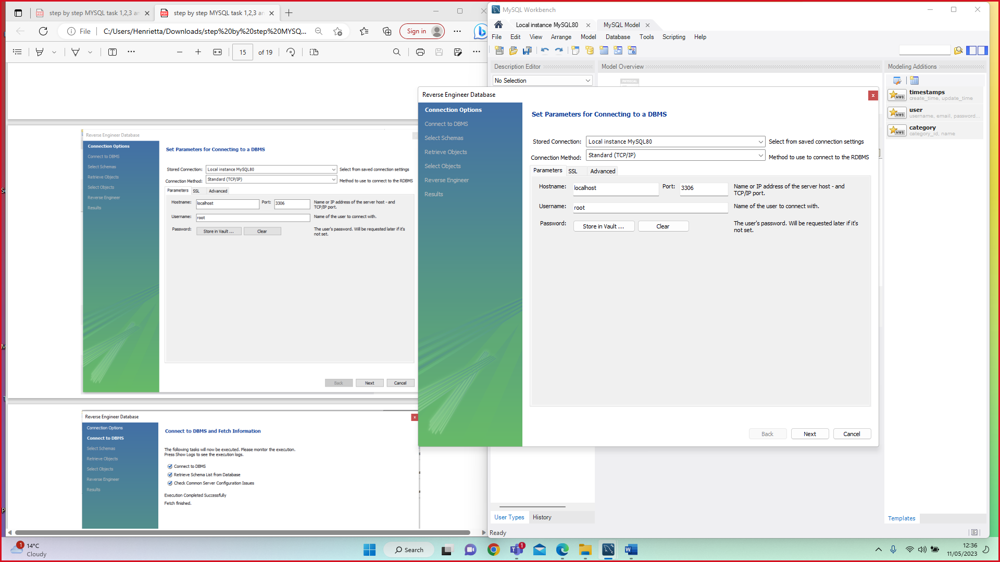 step by step MYSQL task 1,2,3 an
step by step MYSQL task 1,2,3 an
File
C:/Users/Henrietta/Downloads/step%20by%20step%20MYSQ...
Sign in
15
of 19
Reverse Engineer Database
Connection Options
Connect to DBMS
Select Schemas
Retrieve Objects
Select Objects
Reverse Engineer
Results
Set Parameters for Connecting to a DBMS
Stored Connection:
Local instance MySQL80
Select from saved connection settings
Connection Method:
Standard (TCP/IP)
Method to use to connect to the RDBMS
Parameters
SSL
Advanced
Hostname:
localhost
Port:
3306
Name or IP address of the server host - and
TCP/IP port.
Username:
root
Name of the user to connect with.
Password:
Store in Vault ...
Clear
The user's password. Will be requested later if it's
not set.
Back
Next
Cancel
Reverse Engineer Database
Connection Options
Connect to DBMS
Select Schemas
Retrieve Objects
Select Objects
Reverse Engineer
Results
Connect to DBMS and Fetch Information
The following tasks will now be executed. Please monitor the execution.
Press Show Logs to see the execution logs.
Connect to DBMS
Retrieve Schema List from Database
Check Common Server Configuration Issues
Execution Completed Successfully
Fetch finished.
MySQL Workbench
Local instance MySQL80
MySQL Model
File Edit View Arrange Model Database Tools Scripting Help
Description Editor
No Selection
Model Overview
PHYSICAL
Modeling Additions
MWB
timestamps
create_time, update_time
MWB
user
username, email, password...
MWB
category
category_id, name
Reverse Engineer Database
Connection Options
Connect to DBMS
Select Schemas
Retrieve Objects
Select Objects
Reverse Engineer
Results
Set Parameters for Connecting to a DBMS
Stored Connection:
Local instance MySQL80
Select from saved connection settings
Connection Method:
Standard (TCP/IP)
Method to use to connect to the RDBMS
Parameters
SSL
Advanced
Hostname:
localhost
Port:
3306
Name or IP address of the server host - and
TCP/IP port.
Username:
root
Name of the user to connect with.
Password:
Store in Vault ...
Clear
The user's password. Will be requested later if it's
not set.
Back
Next
Cancel
User Types
History
Templates
Ready
1
14°C
Cloudy
Search
1
12:36
11/05/2023